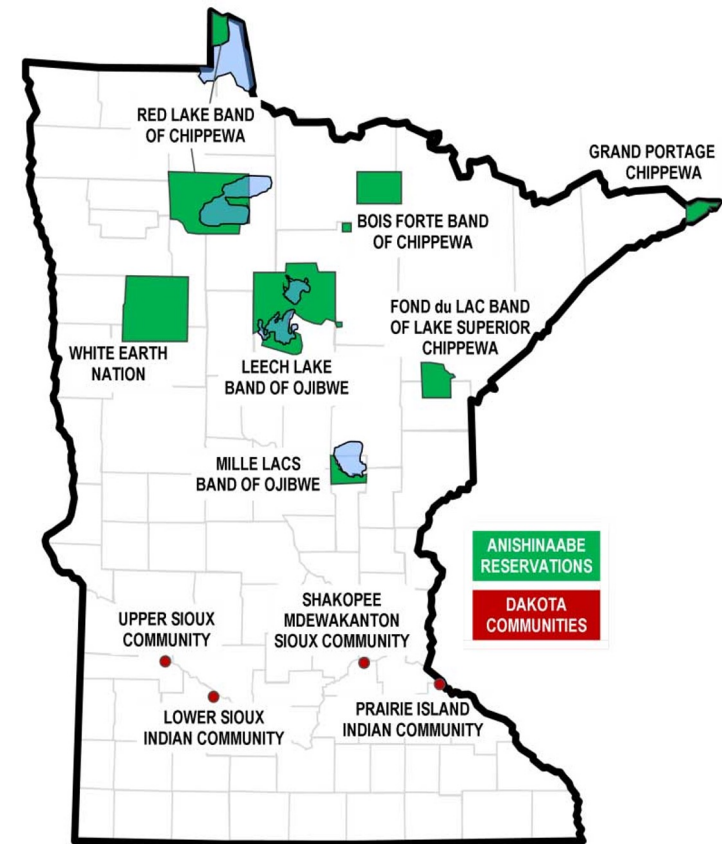 RED LAKE BAND
OF CHIPPEWA
GRAND PORTAGE
CHIPPEWA
BOIS FORTE BAND
OF CHIPPEWA
FOND du LAC BAND
OF LAKE SUPERIOR
CHIPPEWA
WHITE EARTH
NATION
LEECH LAKE
BAND OF OJIBWE
MILLE LACS
BAND OF OJIBWE
ANISHINAABE
RESERVATIONS
DAKOTA
COMMUNITIES
UPPER SIOUX
COMMUNITY
SHAKOPEE
MDEWAKANTON
SIOUX COMMUNITY
LOWER SIOUX
INDIAN COMMUNITY
PRAIRIE ISLAND
INDIAN COMMUNITY